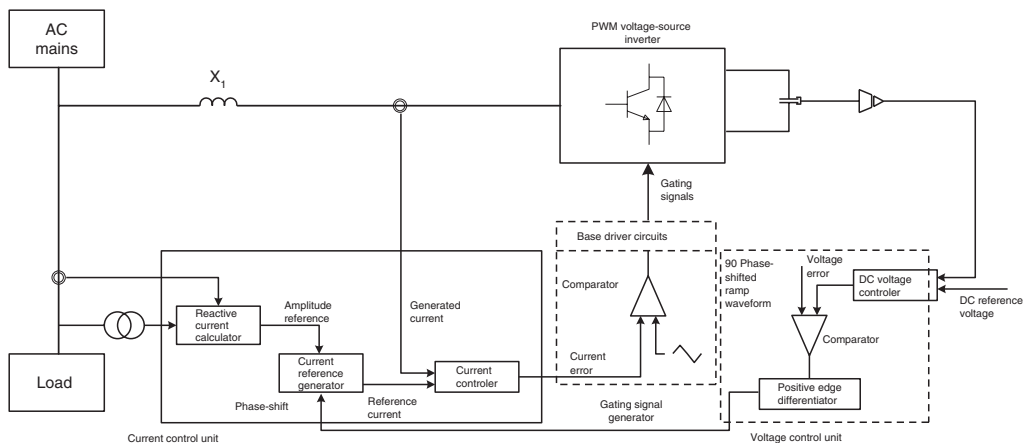 AC
mains
PWM voltage-source
inverter
X1
Gating
signals
Base driver circuits
90 Phase-
shifted
ramp
waveform
Voltage
error
DC voltage
controler
DC reference
voltage
Comparator
Comparator
Reactive
current
calculator
Amplitude
reference
Generated
current
Current
reference
generator
Current
controler
Current
error
Load
Phase-shift
Reference
current
Gating signal
generator
Positive edge
differentiator
Current control unit
Voltage control unit